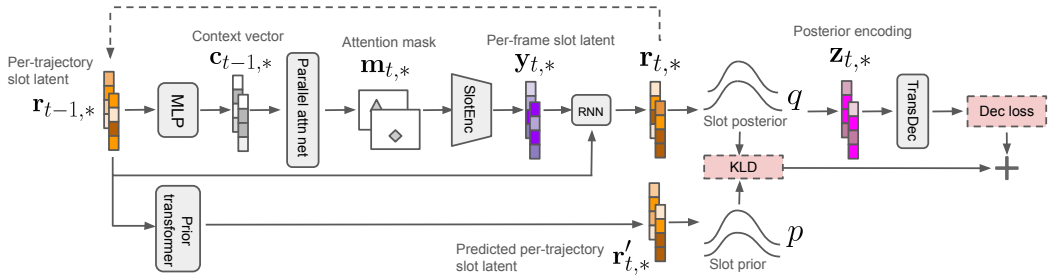 Per-trajectory
slot latent
r_{t−1,∗}
MLP
Context vector
c_{t−1,∗}
Parallel attn net
Attention mask
m_{t,∗}
SlotEnc
Per-frame slot latent
y_{t,∗}
RNN
r_{t,∗}
q
Slot posterior
Posterior encoding
z_{t,∗}
TransDec
Dec loss
KLD
+
Prior
transformer
Predicted per-trajectory
slot latent
r′_{t,∗}
p
Slot prior